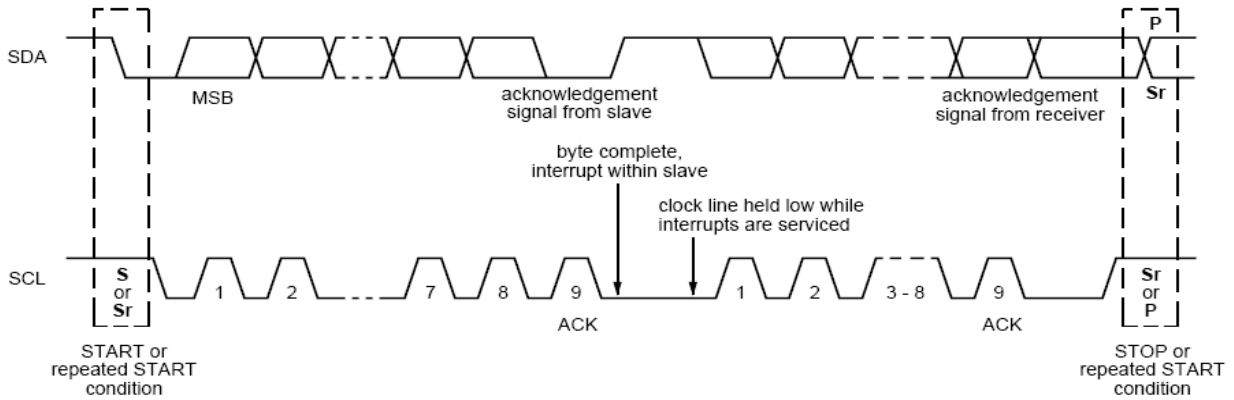 P
SDA
MSB
acknowledgement
signal from slave
acknowledgement
signal from receiver
Sr
byte complete,
interrupt within slave
clock line held low while
interrupts are serviced
SCL
S
or
Sr
1
2
7
8
9
1
2
3 - 8
9
Sr
or
P
ACK
ACK
START or
repeated START
condition
STOP or
repeated START
condition